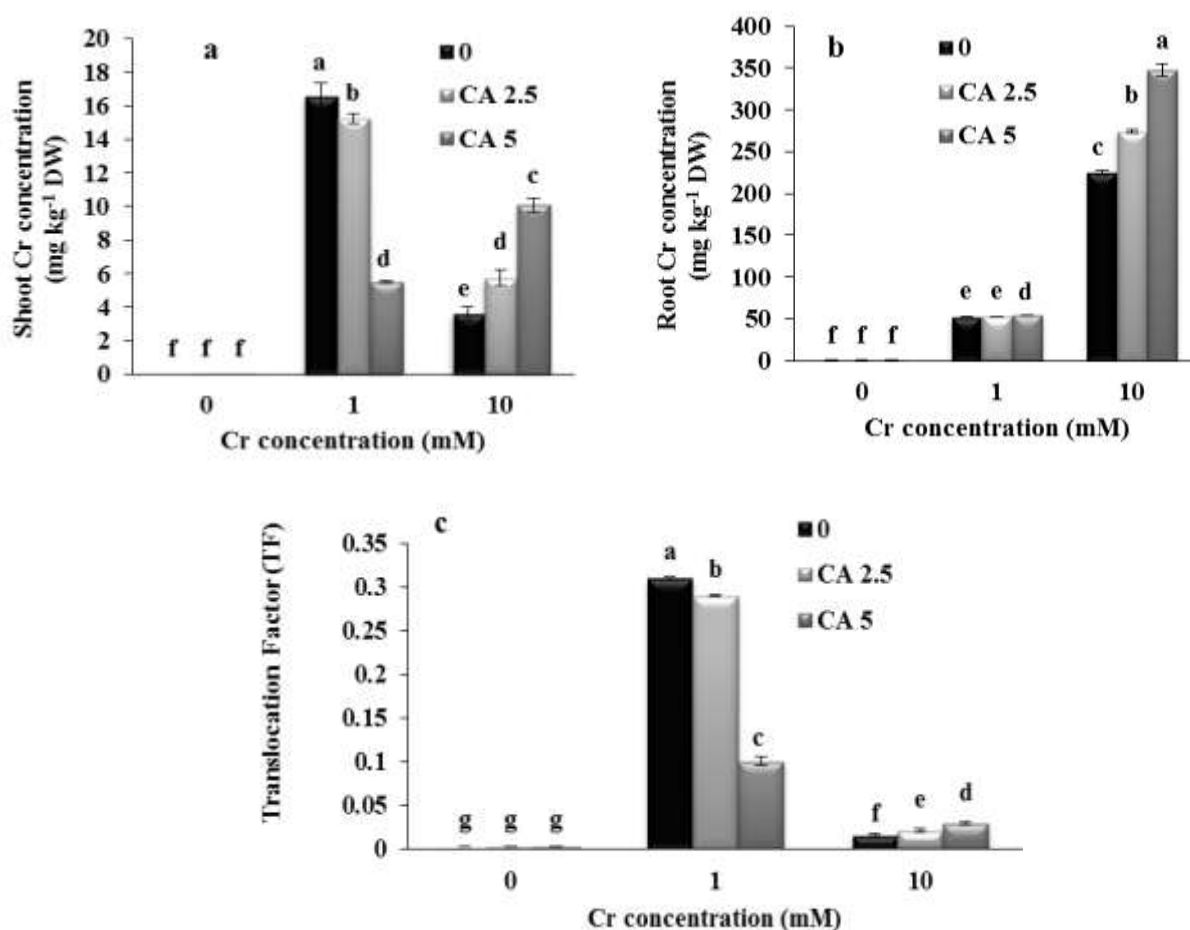 a
0
CA 2.5
CA 5
Shoot Cr concentration
(mg kg-1 DW)
20
18
16
14
12
10
8
6
4
2
0
f f f
a
b
d
e
d
c
0 1 10
Cr concentration (mM)
b
0
CA 2.5
CA 5
Root Cr concentration
(mg kg-1 DW)
400
350
300
250
200
150
100
50
0
f f f
e e d
c
b
a
0 1 10
Cr concentration (mM)
c
0
CA 2.5
CA 5
Translocation Factor (TF)
0.35
0.3
0.25
0.2
0.15
0.1
0.05
0
g g g
a
b
c
f
e
d
0 1 10
Cr concentration (mM)